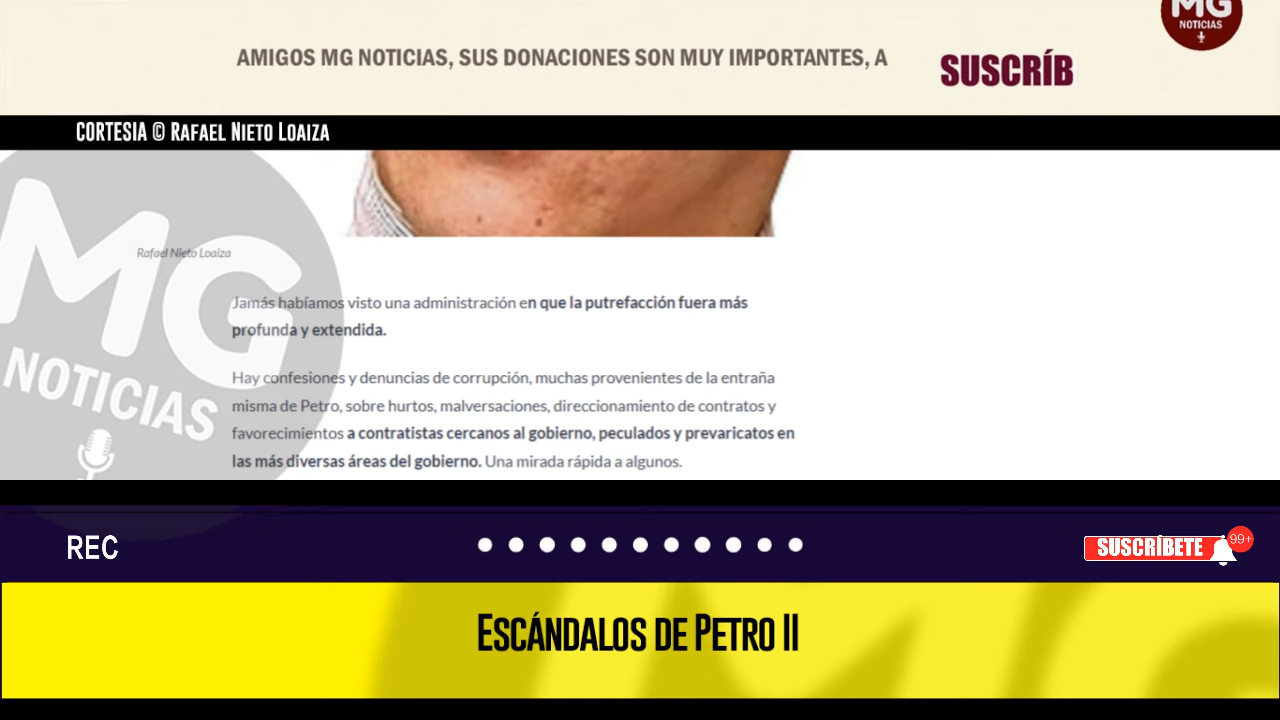 MG
NOTICIAS
AMIGOS MG NOTICIAS, SUS DONACIONES SON MUY IMPORTANTES, A
SUSCRÍB
CORTESIA © RAFAEL NIETO LOAIZA
MG
NOTICIAS
Rafael Nieto Loaiza
Jamás habíamos visto una administración en que la putrefacción fuera más
profunda y extendida.
Hay confesiones y denuncias de corrupción, muchas provenientes de la entraña
misma de Petro, sobre hurtos, malversaciones, direccionamiento de contratos y
favorecimientos a contratistas cercanos al gobierno, peculados y prevaricatos en
las más diversas áreas del gobierno. Una mirada rápida a algunos.
REC
SUSCRÍBETE
99+
ESCÁNDALOS DE PETRO II